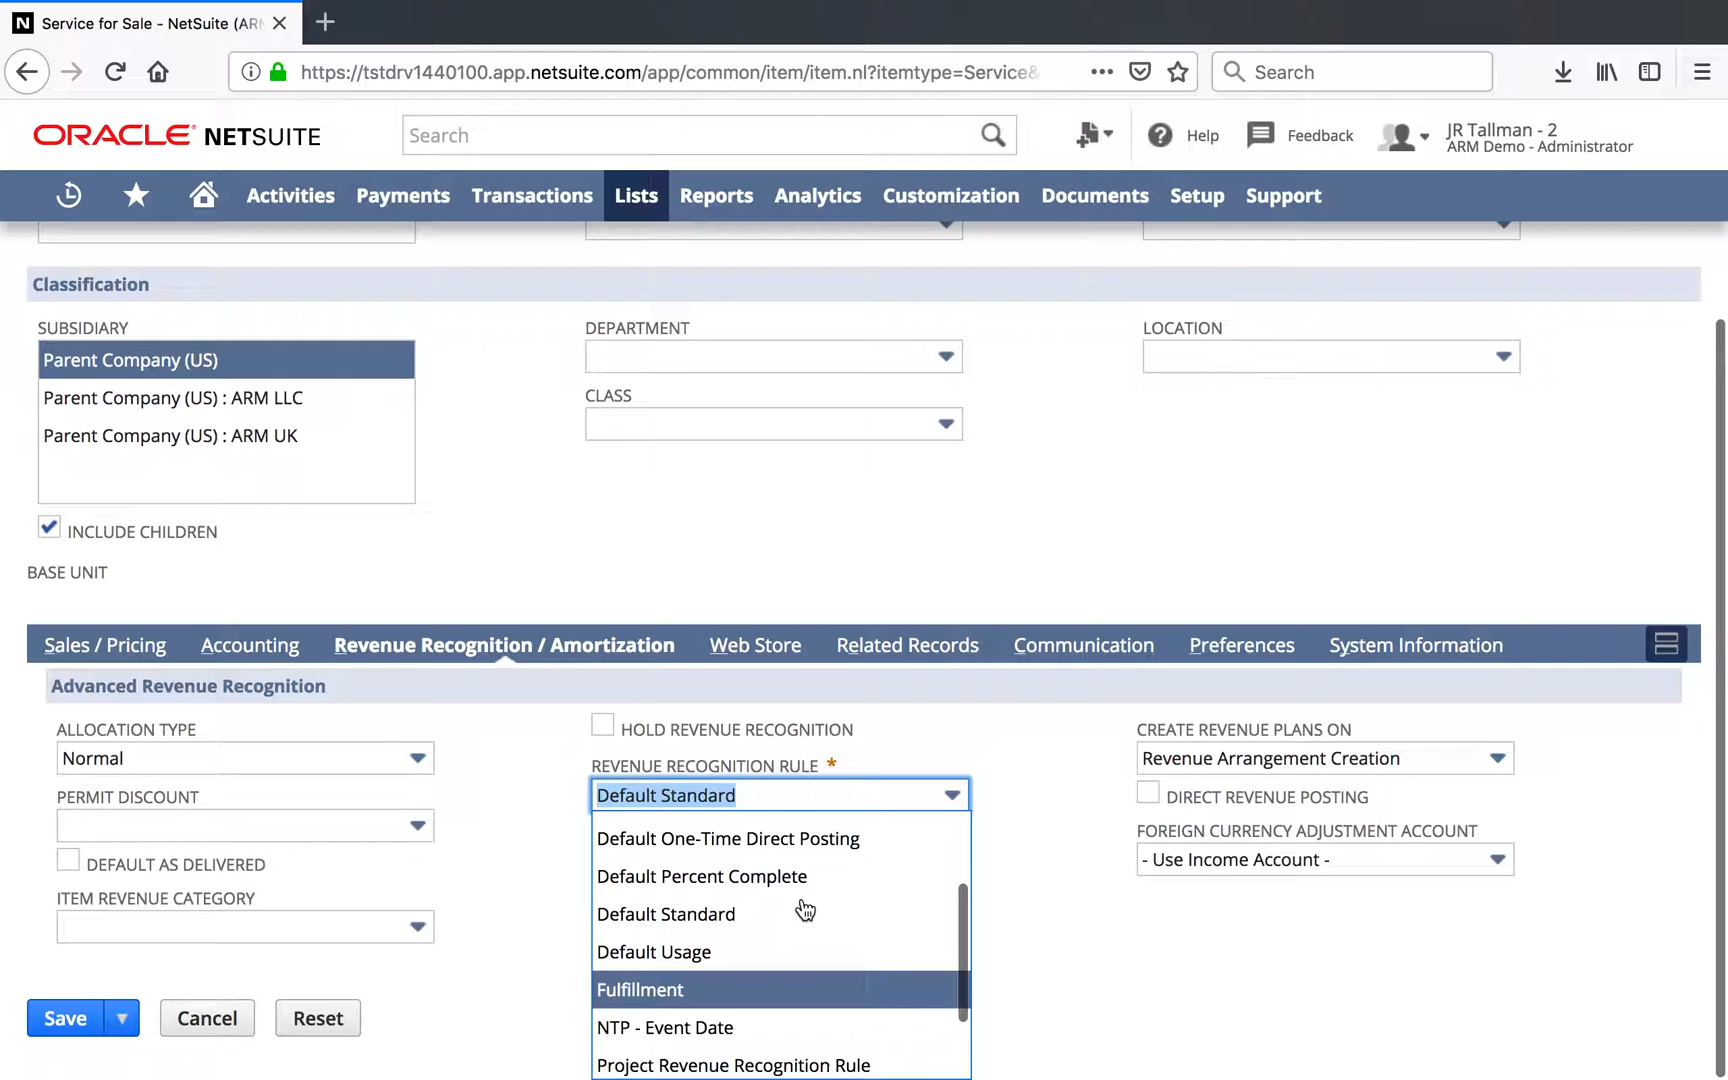 Service for Sale - NetSuite (ARM
https://tstdrv1440100.app.netsuite.com/app/common/item/item.nl?itemtype=Service&
Search
ORACLE NETSUITE
Search
Help
Feedback
JR Tallman - 2
ARM Demo - Administrator
Activities
Payments
Transactions
Lists
Reports
Analytics
Customization
Documents
Setup
Support
Classification
SUBSIDIARY
Parent Company (US)
Parent Company (US) : ARM LLC
Parent Company (US) : ARM UK
INCLUDE CHILDREN
DEPARTMENT
CLASS
LOCATION
BASE UNIT
Sales / Pricing
Accounting
Revenue Recognition / Amortization
Web Store
Related Records
Communication
Preferences
System Information
Advanced Revenue Recognition
ALLOCATION TYPE
Normal
PERMIT DISCOUNT
DEFAULT AS DELIVERED
ITEM REVENUE CATEGORY
HOLD REVENUE RECOGNITION
REVENUE RECOGNITION RULE *
Default Standard
Default One-Time Direct Posting
Default Percent Complete
Default Standard
Default Usage
Fulfillment
NTP - Event Date
Project Revenue Recognition Rule
CREATE REVENUE PLANS ON
Revenue Arrangement Creation
DIRECT REVENUE POSTING
FOREIGN CURRENCY ADJUSTMENT ACCOUNT
- Use Income Account -
Save
Cancel
Reset